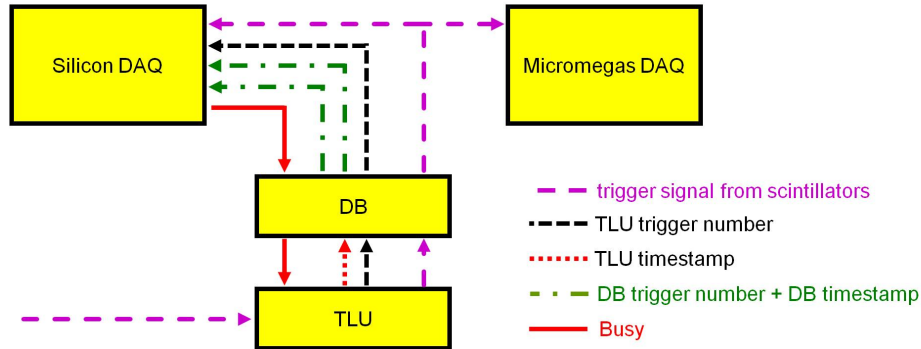 Silicon DAQ
Micromegas DAQ
DB
TLU
trigger signal from scintillators
TLU trigger number
TLU timestamp
DB trigger number + DB timestamp
Busy